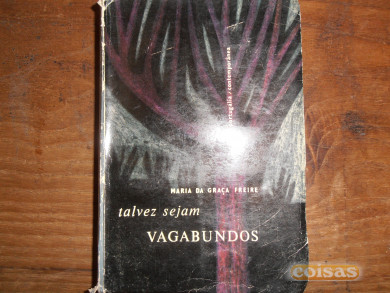 MARIA DA GRAÇA FREIRE
talvez sejam
VAGABUNDOS
coisas